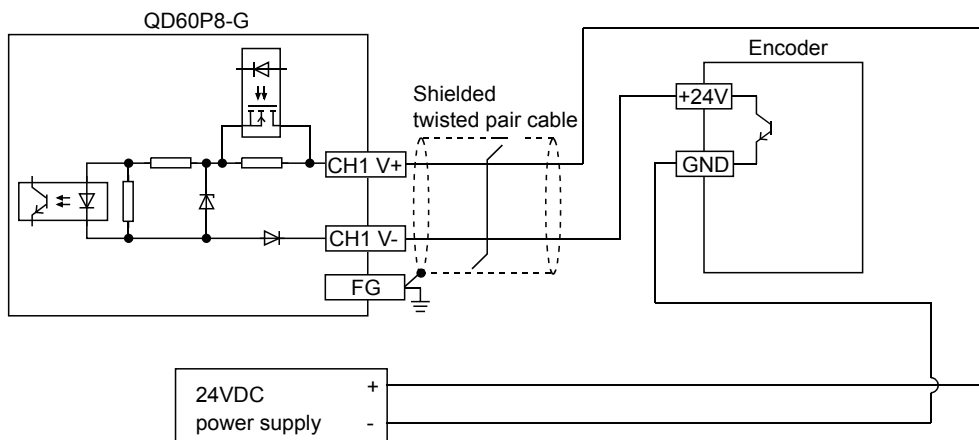 QD60P8-G
Encoder
Shielded
twisted pair cable
+24V
CH1 V+
GND
CH1 V-
FG
24VDC
power supply
+
-